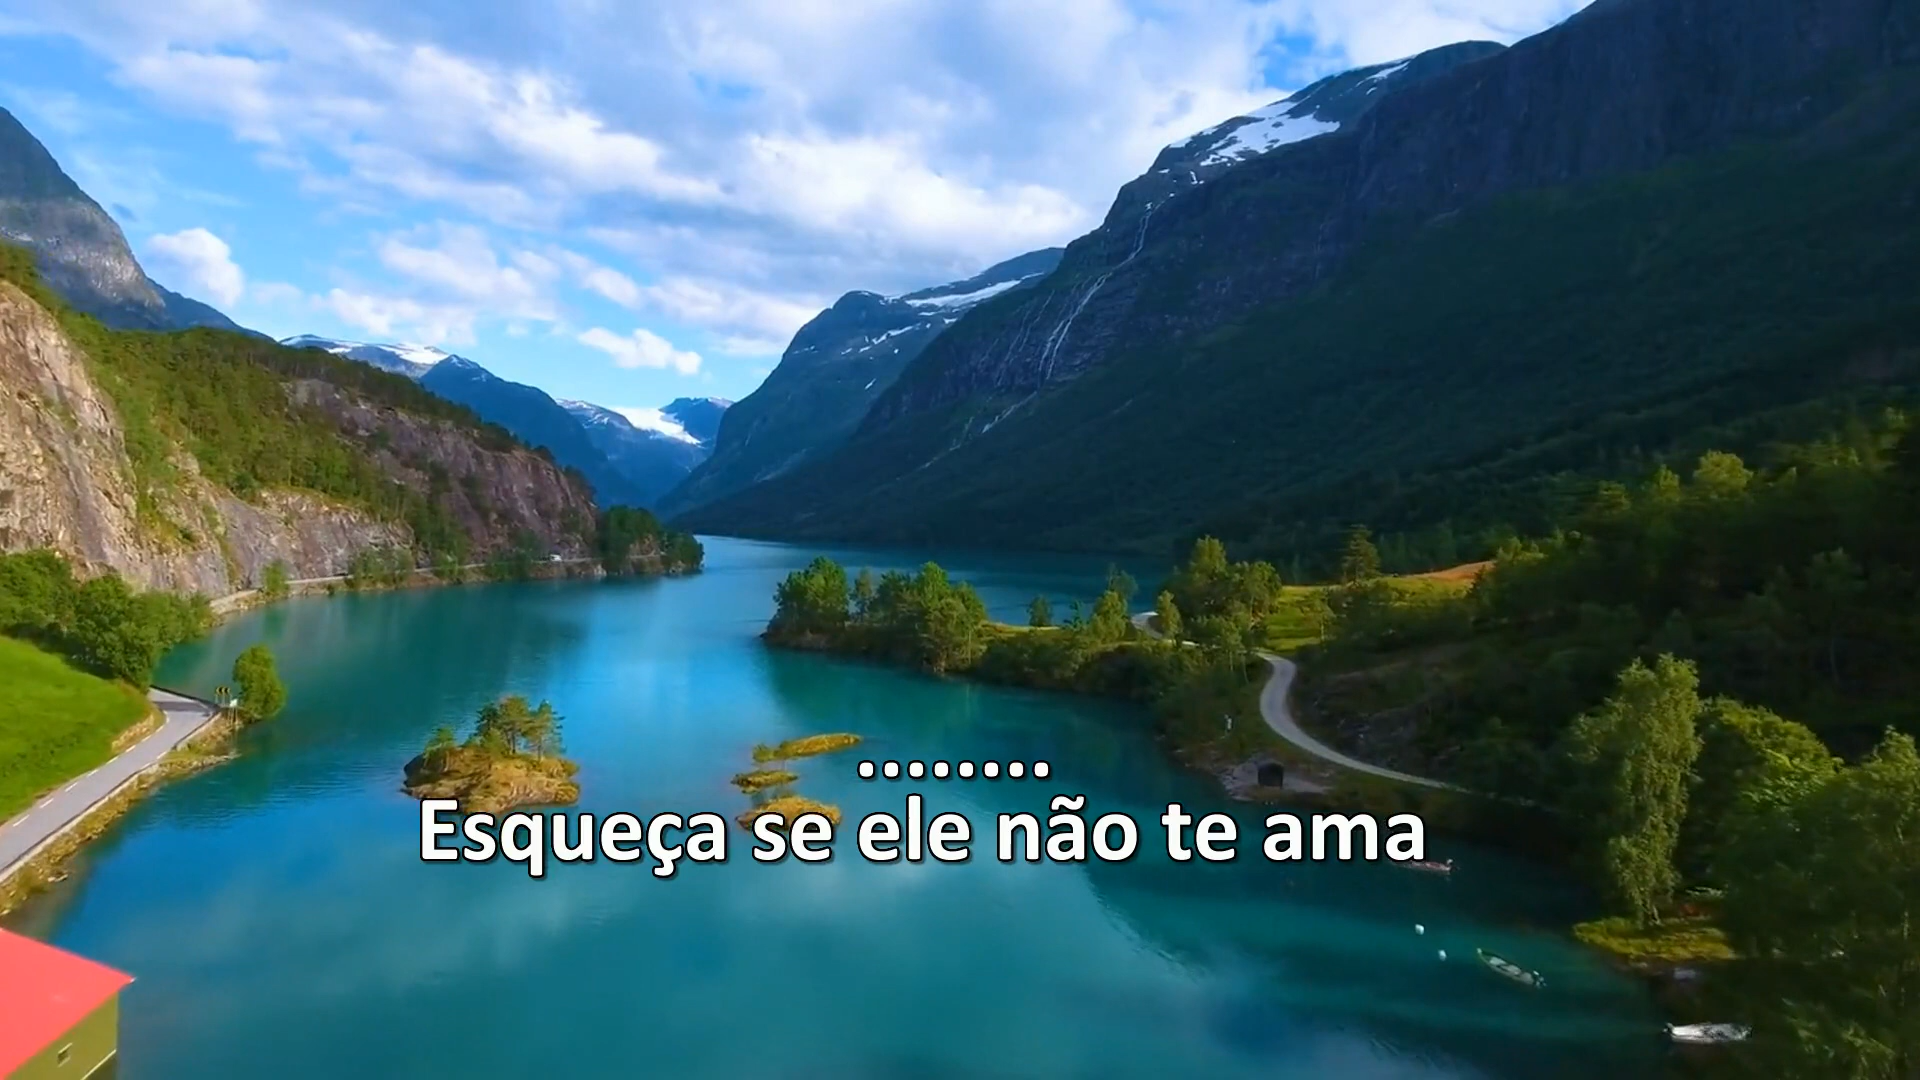 ........
Esqueça se ele não te ama